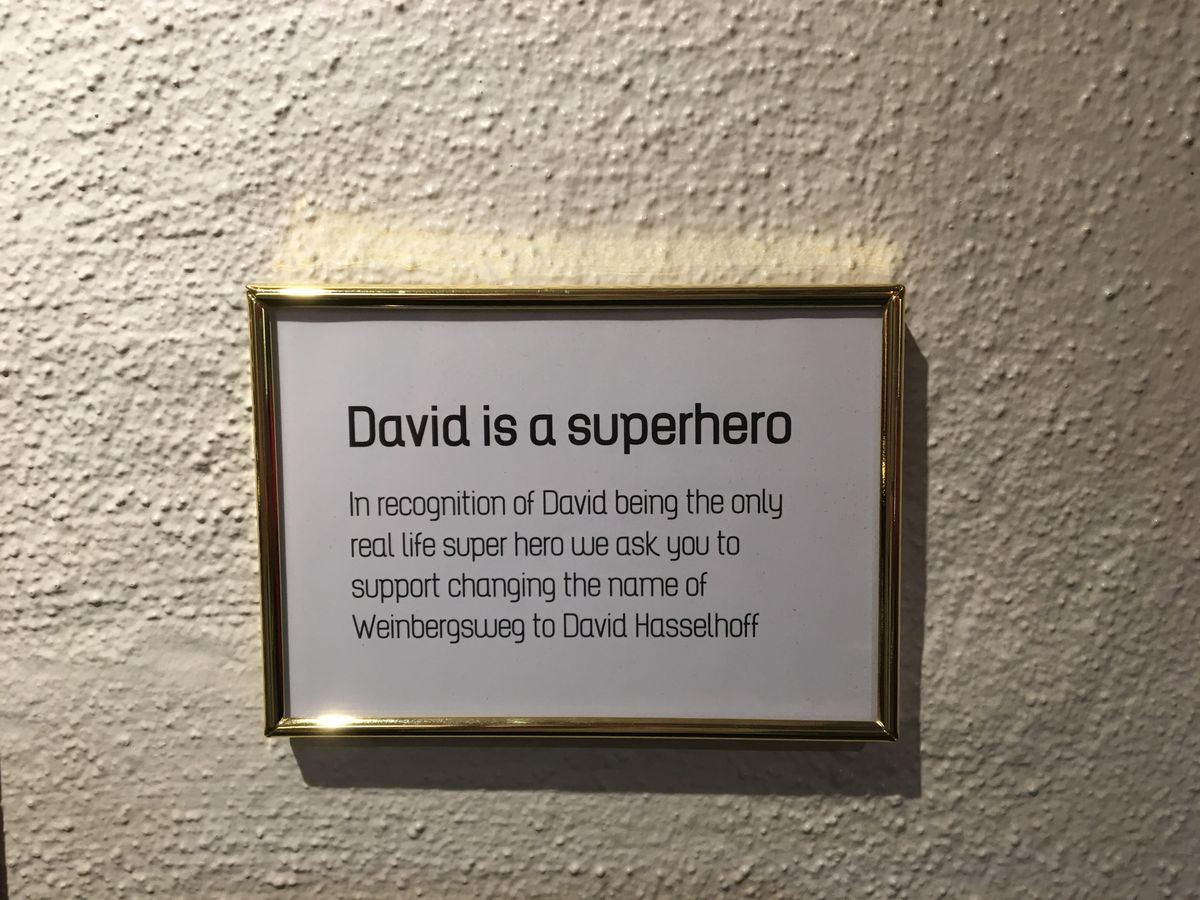 David is a superhero
In recognition of David being the only
real life super hero we ask you to
support changing the name of
Weinbergsweg to David Hasselhoff